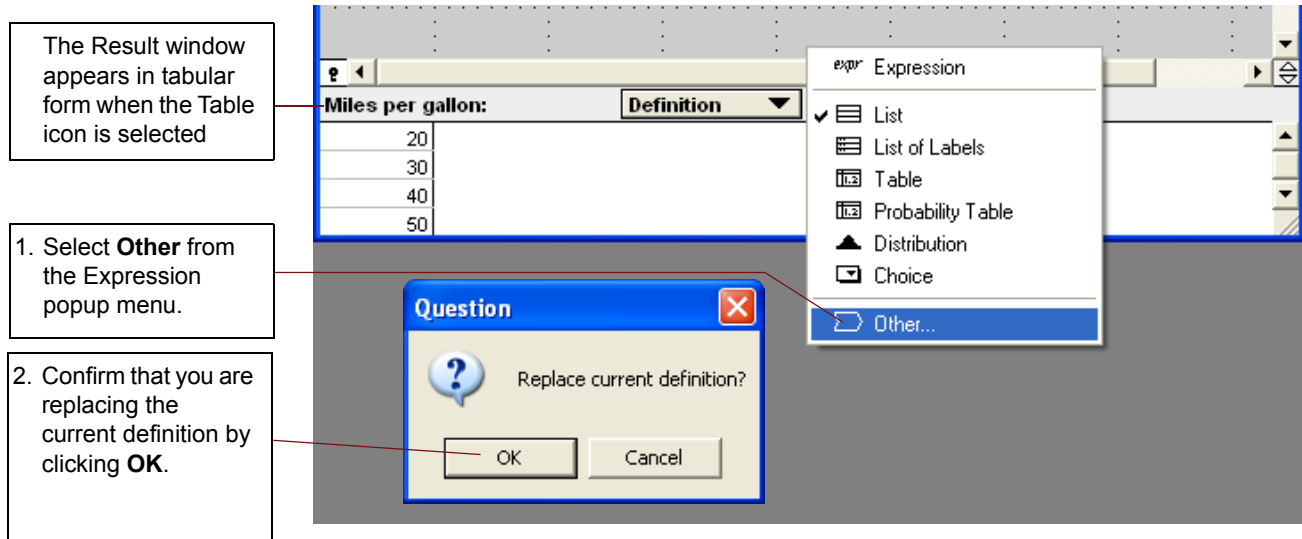 The Result window
appears in tabular
form when the Table
icon is selected
1. Select Other from
the Expression
popup menu.
2. Confirm that you are
replacing the
current definition by
clicking OK.
Miles per gallon:
Definition
20
30
40
50
expr Expression
List
List of Labels
Table
Probability Table
Distribution
Choice
Other...
Question
Replace current definition?
OK
Cancel